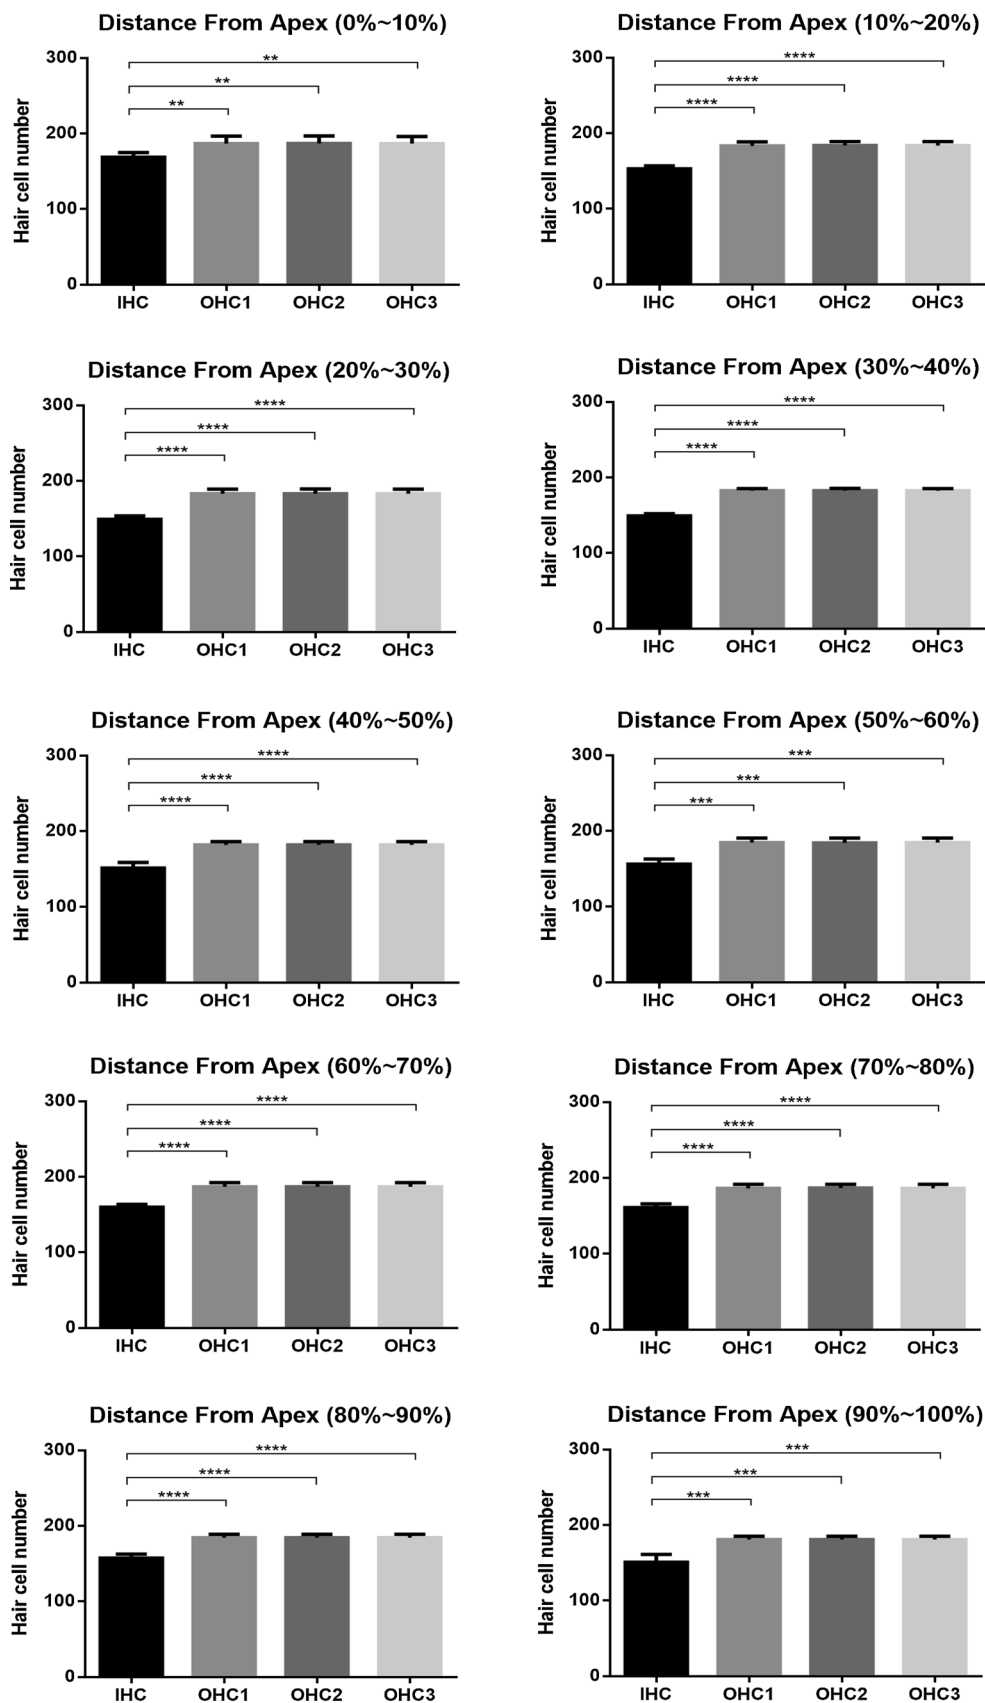 Distance From Apex (0%~10%)
Hair cell number
300
200
100
0
**
**
**
IHC OHC1 OHC2 OHC3
Distance From Apex (10%~20%)
Hair cell number
300
200
100
0
****
****
****
IHC OHC1 OHC2 OHC3
Distance From Apex (20%~30%)
Hair cell number
300
200
100
0
****
****
****
IHC OHC1 OHC2 OHC3
Distance From Apex (30%~40%)
Hair cell number
300
200
100
0
****
****
****
IHC OHC1 OHC2 OHC3
Distance From Apex (40%~50%)
Hair cell number
300
200
100
0
****
****
****
IHC OHC1 OHC2 OHC3
Distance From Apex (50%~60%)
Hair cell number
300
200
100
0
***
***
***
IHC OHC1 OHC2 OHC3
Distance From Apex (60%~70%)
Hair cell number
300
200
100
0
****
****
****
IHC OHC1 OHC2 OHC3
Distance From Apex (70%~80%)
Hair cell number
300
200
100
0
****
****
****
IHC OHC1 OHC2 OHC3
Distance From Apex (80%~90%)
Hair cell number
300
200
100
0
****
****
****
IHC OHC1 OHC2 OHC3
Distance From Apex (90%~100%)
Hair cell number
300
200
100
0
***
***
***
IHC OHC1 OHC2 OHC3